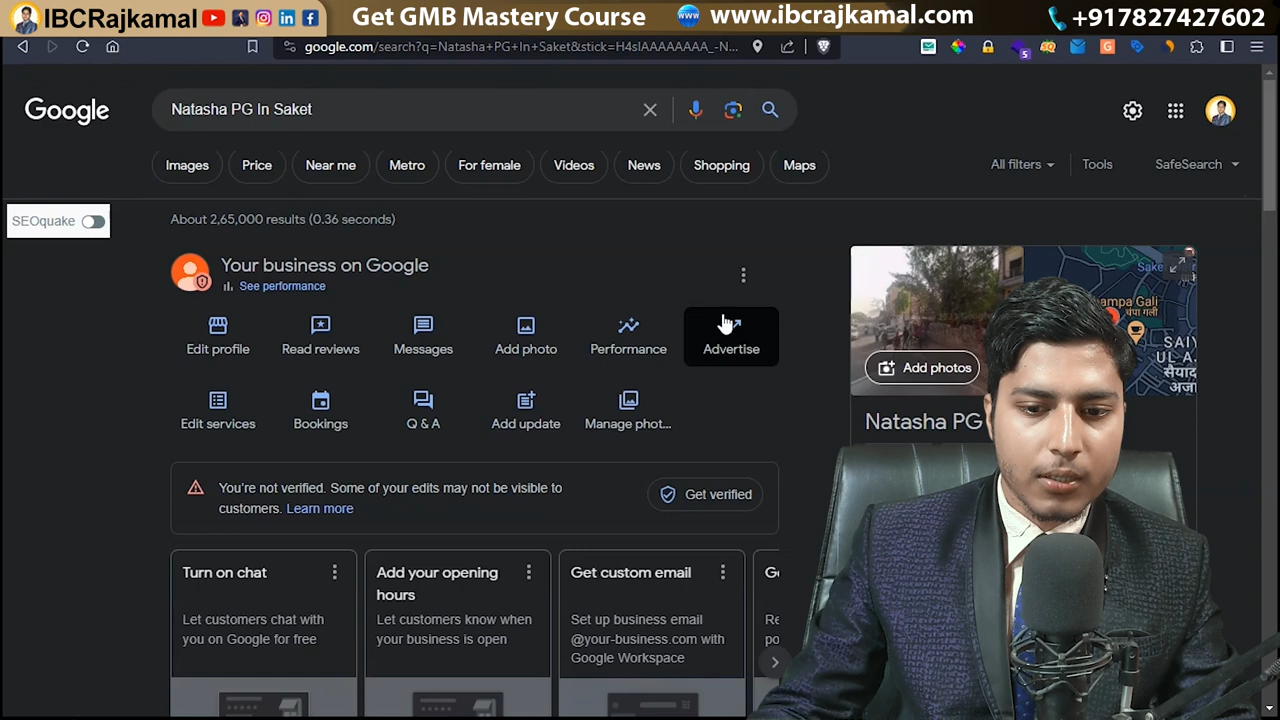 IBCRajkamal
Get GMB Mastery Course
www
www.ibcrajkamal.com
+917827427602
google.com/search?q=Natasha+PG+In+Saket&stick=H4sIAAAAAAAA_-N...
5
Google
Natasha PG In Saket
Images
Price
Near me
Metro
For female
Videos
News
Shopping
Maps
All filters
Tools
SafeSearch
SEOquake
About 2,65,000 results (0.36 seconds)
Your business on Google
See performance
Edit profile
Read reviews
Messages
Add photo
Performance
Advertise
Edit services
Bookings
Q & A
Add update
Manage phot...
You're not verified. Some of your edits may not be visible to
customers. Learn more
Get verified
Turn on chat
Let customers chat with
you on Google for free
Add your opening
hours
Let customers know when
your business is open
Get custom email
Set up business email
@your-business.com with
Google Workspace
Add photos
Natasha PG
चंपा गली